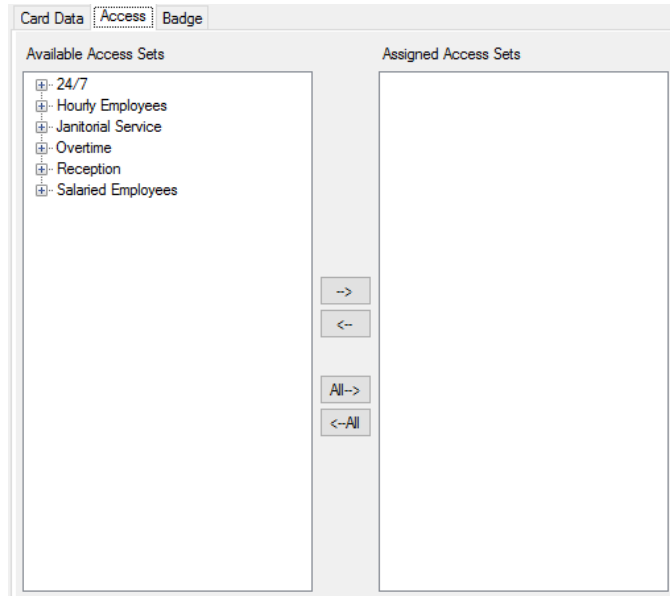 Card Data Access Badge
Available Access Sets
Assigned Access Sets
24/7
Hourly Employees
Janitorial Service
Overtime
Reception
Salaried Employees
-->
<--
All-->
<--All